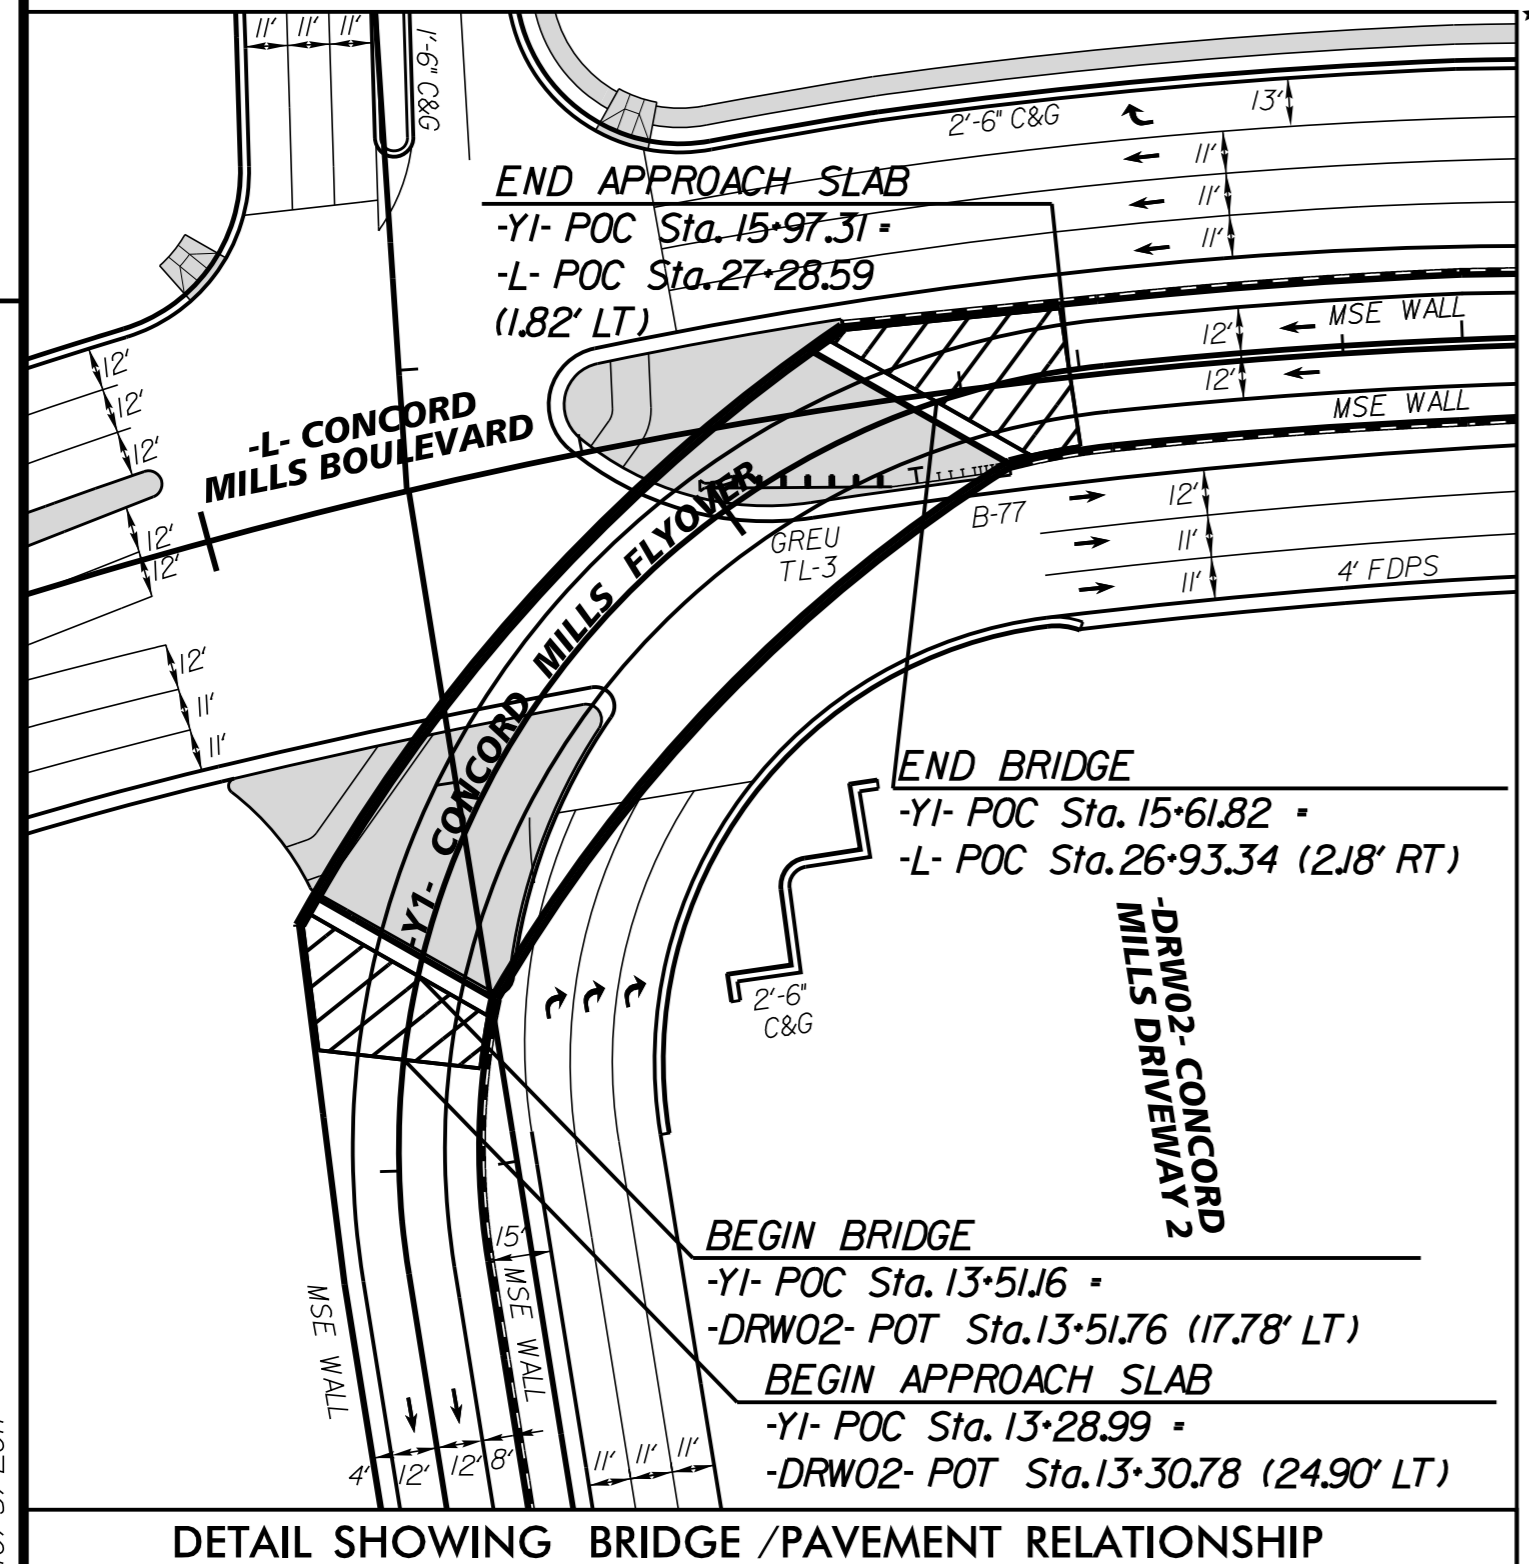 11' 11' 11'
1'-6" C&G
2'-6" C&G
13'
11'
11'
11'
END APPROACH SLAB
-Y1- POC Sta. 15+97.31 =
-L- POC Sta. 27+28.59
(1.82' LT)
MSE WALL
12'
12'
MSE WALL
12'
12'
12'
-L- CONCORD
MILLS BOULEVARD
12'
12'
12'
11'
11'
-Y1- CONCORD MILLS FLYOVER
GREU
TL-3
B-77
12'
11'
11'
4' FDPS
END BRIDGE
-Y1- POC Sta. 15+61.82 =
-L- POC Sta. 26+93.34 (2.18' RT)
2'-6"
C&G
-DRW02- CONCORD
MILLS DRIVEWAY 2
BEGIN BRIDGE
-Y1- POC Sta. 13+51.16 =
-DRW02- POT Sta. 13+51.76 (17.78' LT)
BEGIN APPROACH SLAB
-Y1- POC Sta. 13+28.99 =
-DRW02- POT Sta. 13+30.78 (24.90' LT)
15'
MSE WALL
MSE WALL
4' 12' 12' 8'
11' 11' 11'
DETAIL SHOWING BRIDGE / PAVEMENT RELATIONSHIP